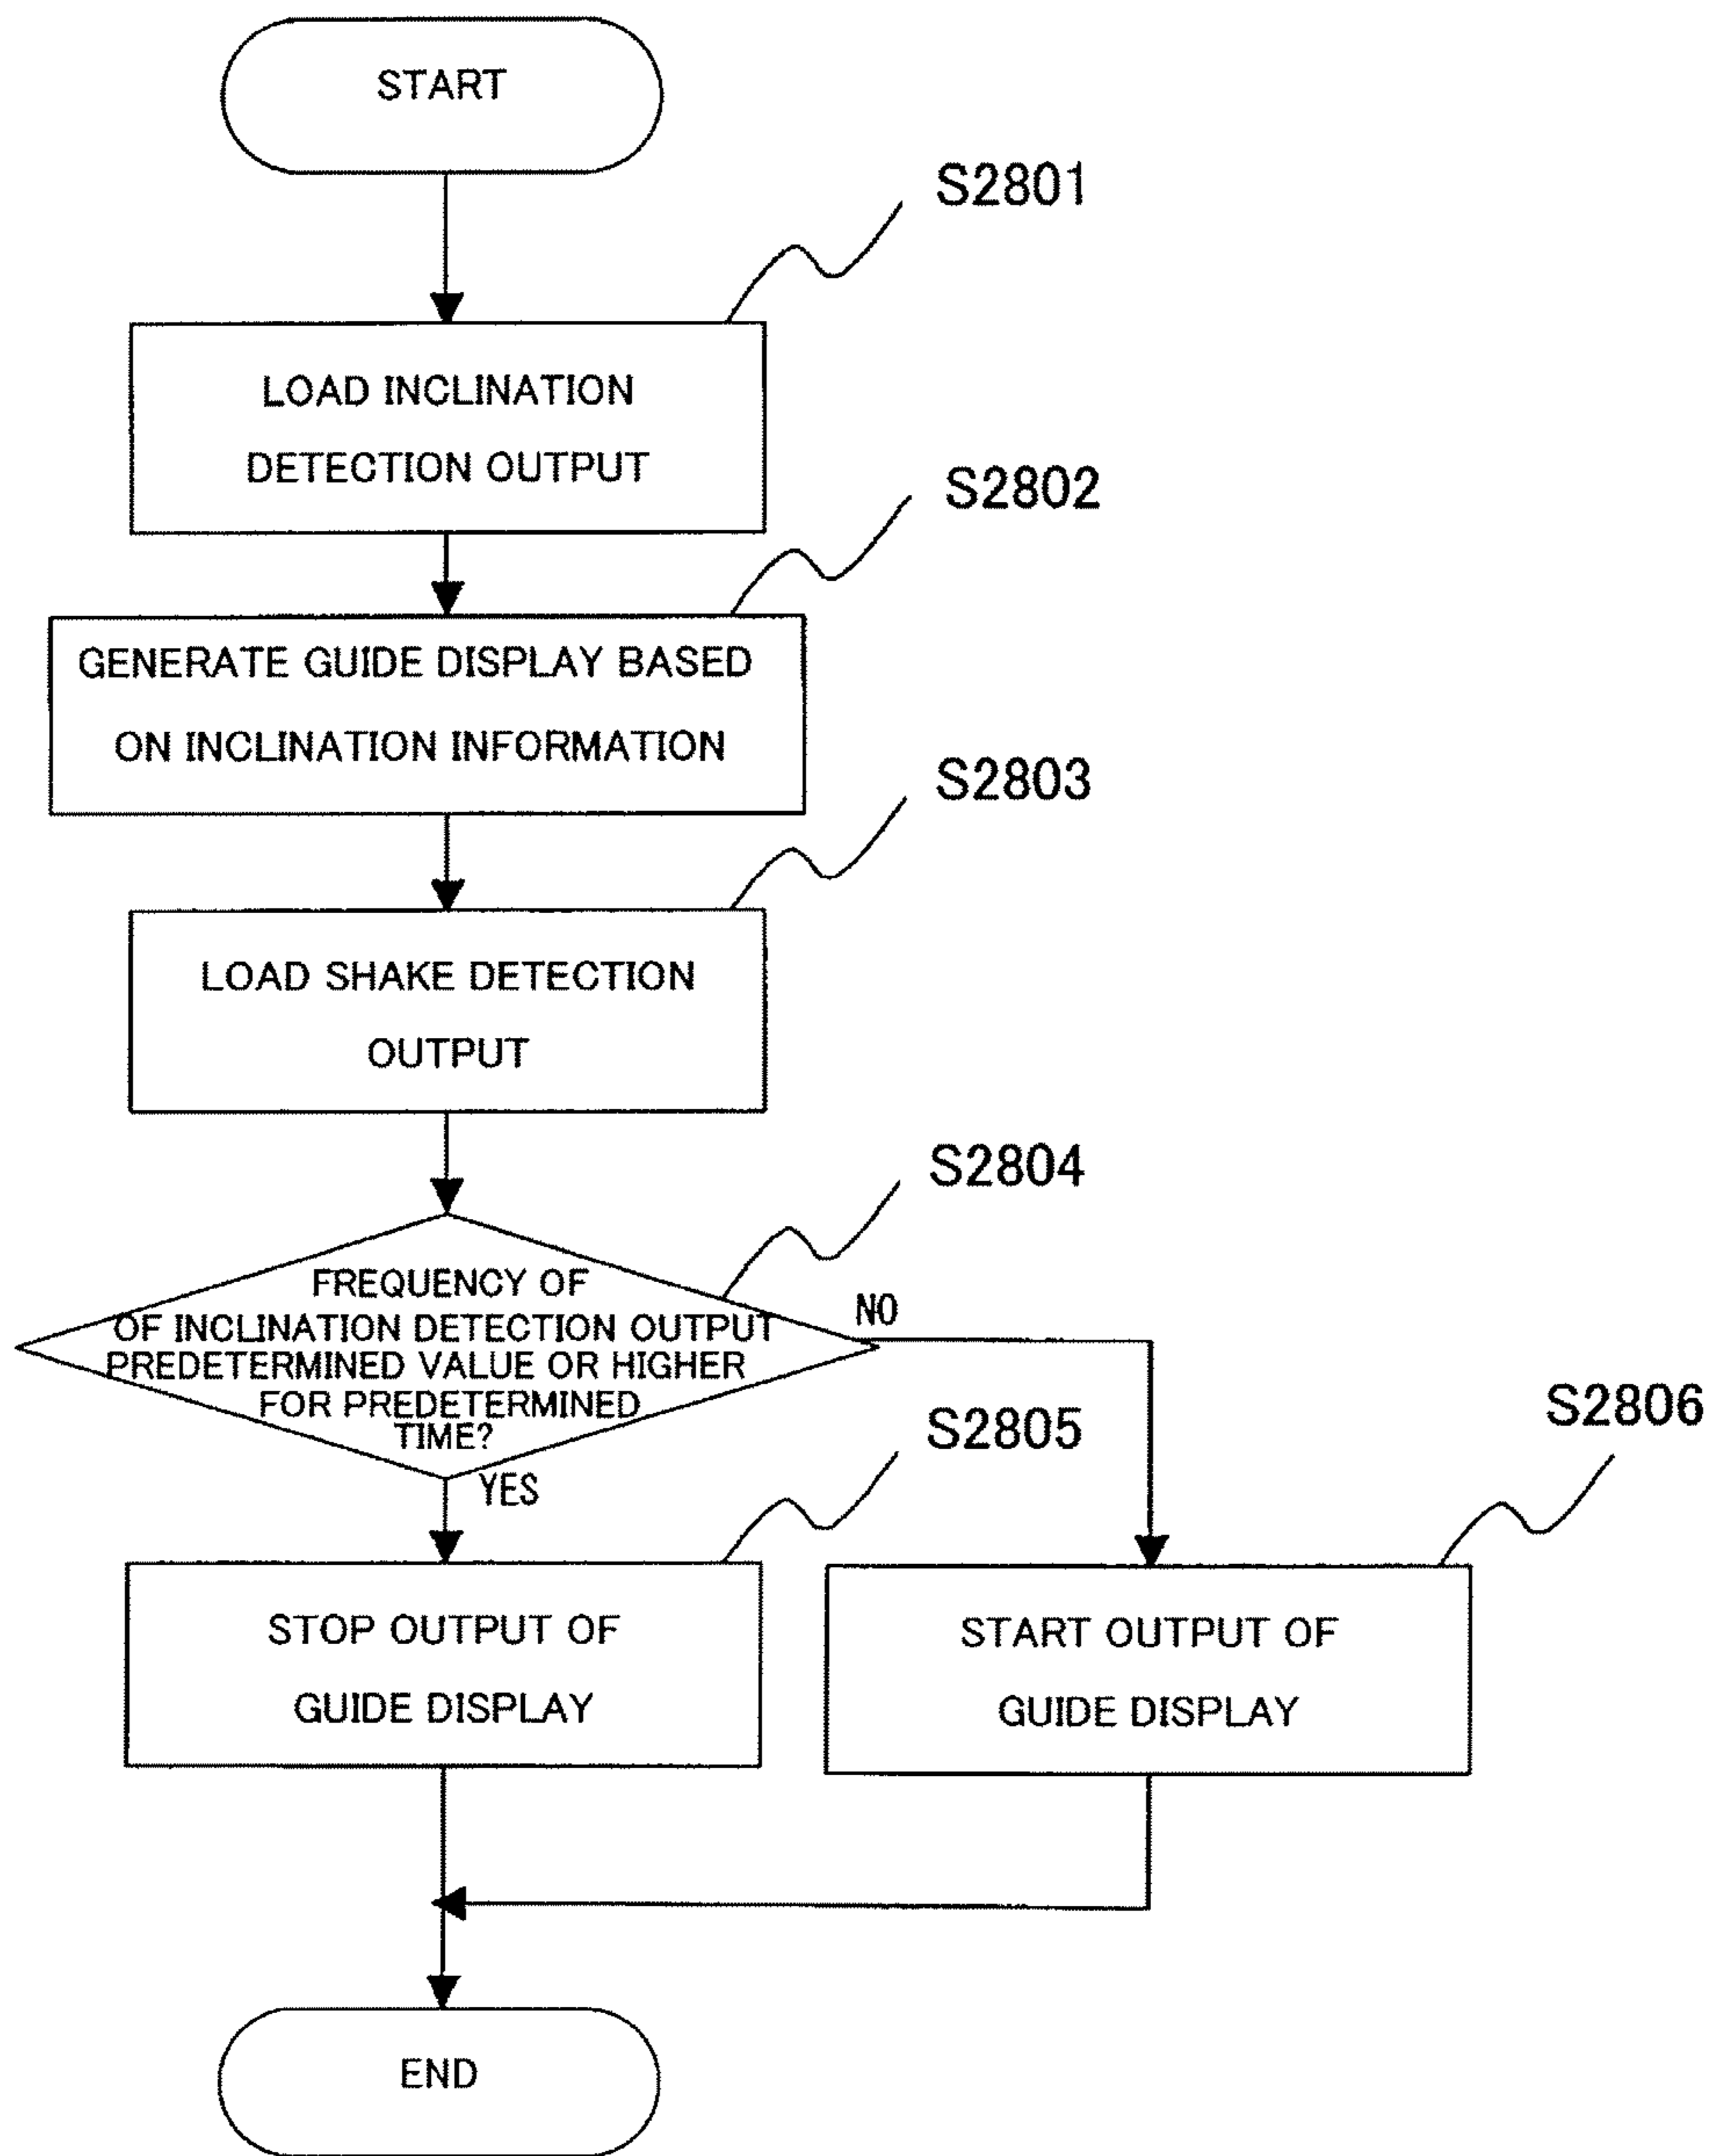 START
S2801
LOAD INCLINATION
DETECTION OUTPUT
S2802
GENERATE GUIDE DISPLAY BASED
ON INCLINATION INFORMATION
S2803
LOAD SHAKE DETECTION
OUTPUT
S2804
FREQUENCY OF
OF INCLINATION DETECTION OUTPUT
PREDETERMINED VALUE OR HIGHER
FOR PREDETERMINED
TIME?
NO
YES
S2805
S2806
STOP OUTPUT OF
GUIDE DISPLAY
START OUTPUT OF
GUIDE DISPLAY
END